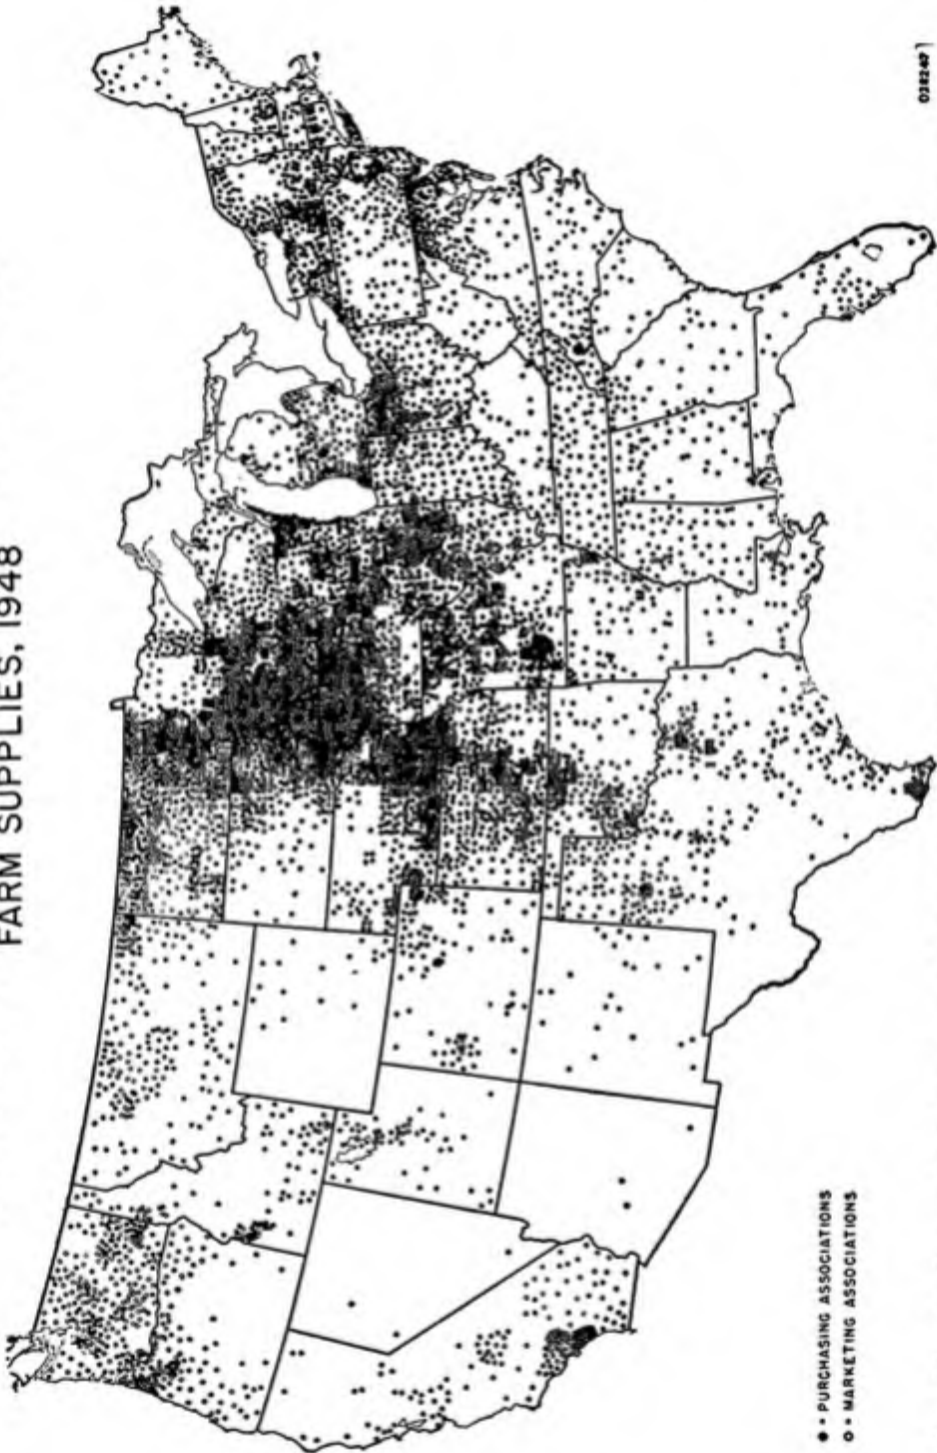 FARM SUPPLIES, 1948
● • PURCHASING ASSOCIATIONS
○ • MARKETING ASSOCIATIONS